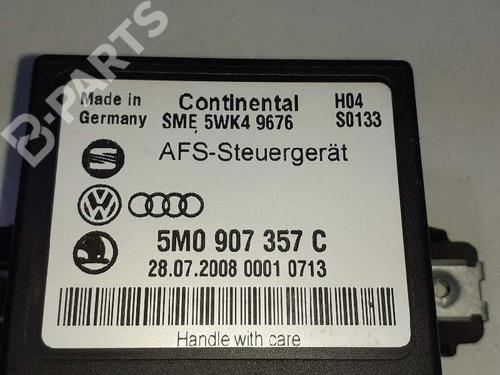 B-PARTS
Made in Germany
Continental
SME 5WK4 9676
H04
S0133
AFS-Steuergerät
5M0 907 357 C
28.07.2008 0001 0713
Handle with care